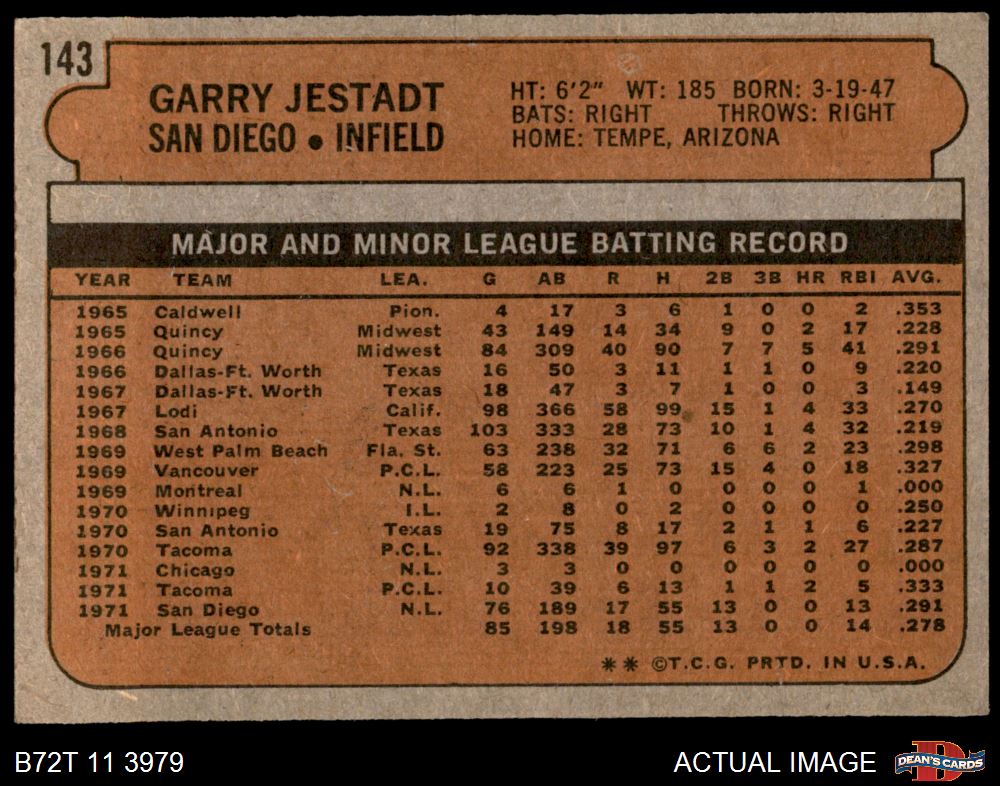 143
GARRY JESTADT
SAN DIEGO • INFIELD
HT: 6'2" WT: 185 BORN: 3-19-47
BATS: RIGHT THROWS: RIGHT
HOME: TEMPE, ARIZONA
MAJOR AND MINOR LEAGUE BATTING RECORD
YEAR TEAM LEA. G AB R H 2B 3B HR RBI AVG.
1965 Caldwell Pion. 4 17 3 6 1 0 0 2 .353
1965 Quincy Midwest 43 149 14 34 9 0 2 17 .228
1966 Quincy Midwest 84 309 40 90 7 7 5 41 .291
1966 Dallas-Ft. Worth Texas 16 50 3 11 1 1 0 9 .220
1967 Dallas-Ft. Worth Texas 18 47 3 7 1 0 0 3 .149
1967 Lodi Calif. 98 366 58 99 15 1 4 33 .270
1968 San Antonio Texas 103 333 28 73 10 1 4 32 .219
1969 West Palm Beach Fla. St. 63 238 32 71 6 6 2 23 .298
1969 Vancouver P.C.L. 58 223 25 73 15 4 0 18 .327
1969 Montreal N.L. 6 6 1 0 0 0 0 1 .000
1970 Winnipeg I.L. 2 8 0 2 0 0 0 0 .250
1970 San Antonio Texas 19 75 8 17 2 1 1 6 .227
1970 Tacoma P.C.L. 92 338 39 97 6 3 2 27 .287
1971 Chicago N.L. 3 3 0 0 0 0 0 0 .000
1971 Tacoma P.C.L. 10 39 6 13 1 1 2 5 .333
1971 San Diego N.L. 76 189 17 55 13 0 0 13 .291
Major League Totals 85 198 18 55 13 0 0 14 .278
** ©T.C.G. PRTD. IN U.S.A.
B72T 11 3979
ACTUAL IMAGE
D
DEAN'S CARDS